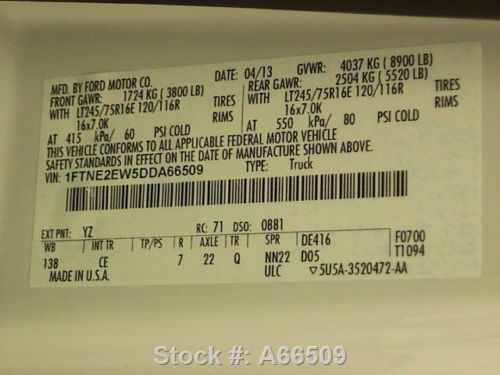 MFD. BY FORD MOTOR CO.
DATE: 04/13 GVWR: 4037 KG ( 8900 LB)
FRONT GAWR: 1724 KG ( 3800 LB) REAR GAWR: 2504 KG ( 5520 LB)
WITH LT245/75R16E 120/116R TIRES WITH LT245/75R16E 120/116R TIRES
16x7.0K RIMS 16x7.0K RIMS
AT 415 kPa/ 60 PSI COLD AT 550 kPa/ 80 PSI COLD
THIS VEHICLE CONFORMS TO ALL APPLICABLE FEDERAL MOTOR VEHICLE
SAFETY STANDARDS IN EFFECT ON THE DATE OF MANUFACTURE SHOWN ABOVE.
VIN: 1FTNE2EW5DDA66509 TYPE: Truck
EXT PNT: YZ RC: 71 DSO: 0881
WB INT TR TP/PS R AXLE TR SPR DE416 F0700
138 CE 7 22 Q NN22 D05 T1094
MADE IN U.S.A. ULC ▽5U5A-3520472-AA
Stock #: A66509